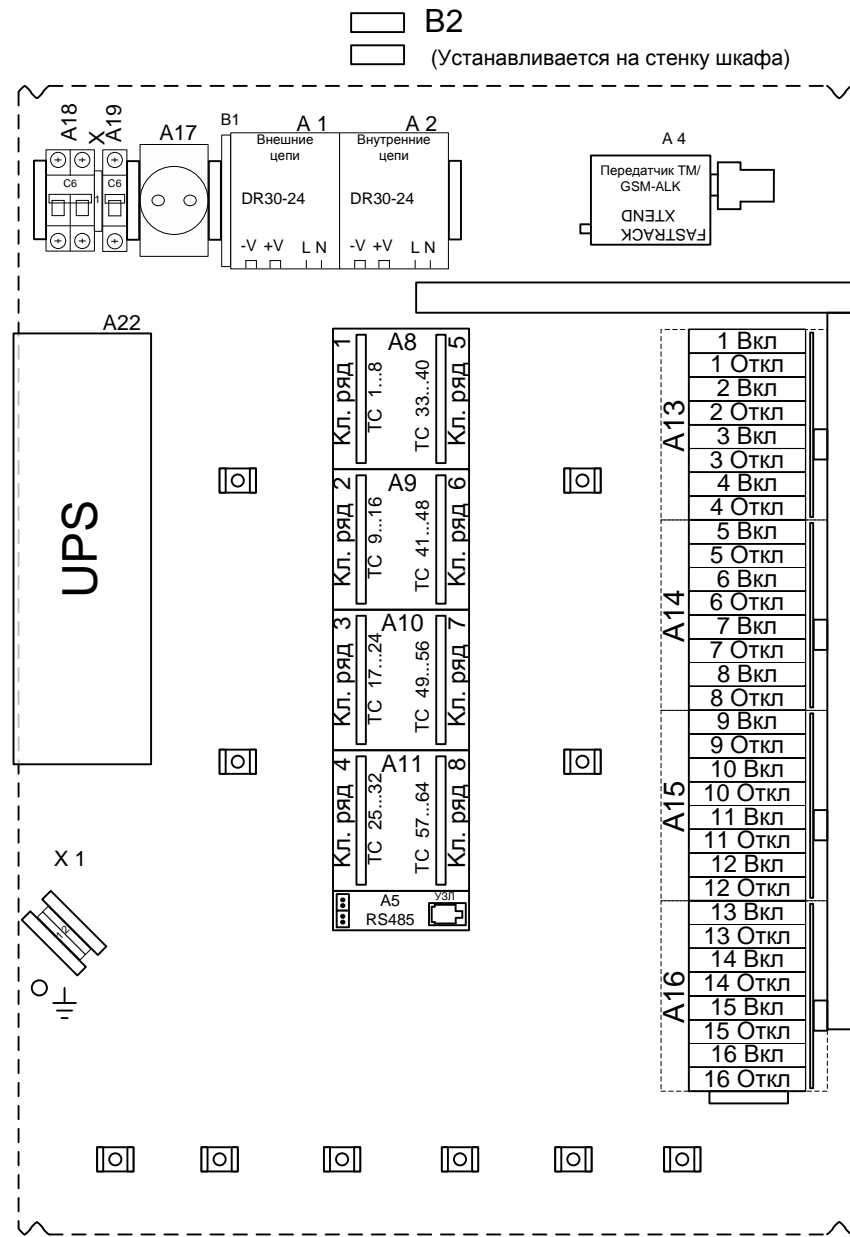 B2
(Устанавливается на стенку шкафа)
A18
X
A19
A17
B1
A 1
A 2
A 4
C6
1
C6
Внешние
цепи
DR30-24
-V +V L N
Внутренние
цепи
DR30-24
-V +V L N
Передатчик ТМ/
GSM-ALK
FASTRACK
XTEND
A22
UPS
A8
Кл. ряд 1
ТС 1...8
ТС 33...40
Кл. ряд 5
A9
Кл. ряд 2
ТС 9...16
ТС 41...48
Кл. ряд 6
A10
Кл. ряд 3
ТС 17...24
ТС 49...56
Кл. ряд 7
A11
Кл. ряд 4
ТС 25...32
ТС 57...64
Кл. ряд 8
A5
RS485
УЗЛ
A13
1 Вкл
1 Откл
2 Вкл
2 Откл
3 Вкл
3 Откл
4 Вкл
4 Откл
A14
5 Вкл
5 Откл
6 Вкл
6 Откл
7 Вкл
7 Откл
8 Вкл
8 Откл
A15
9 Вкл
9 Откл
10 Вкл
10 Откл
11 Вкл
11 Откл
12 Вкл
12 Откл
A16
13 Вкл
13 Откл
14 Вкл
14 Откл
15 Вкл
15 Откл
16 Вкл
16 Откл
X 1
1 2